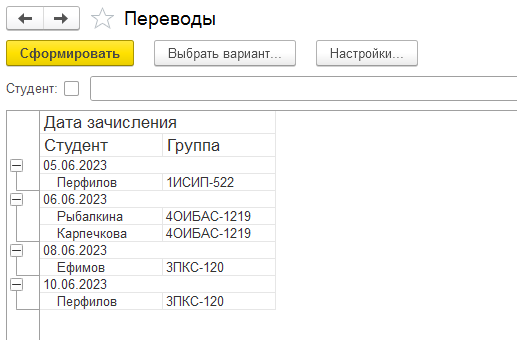 Переводы
Сформировать Выбрать вариант... Настройки...
Студент:
Дата зачисления
Студент Группа
05.06.2023
Перфилов 1ИСИП-522
06.06.2023
Рыбалкина 4ОИБАС-1219
Карпечкова 4ОИБАС-1219
08.06.2023
Ефимов 3ПКС-120
10.06.2023
Перфилов 3ПКС-120